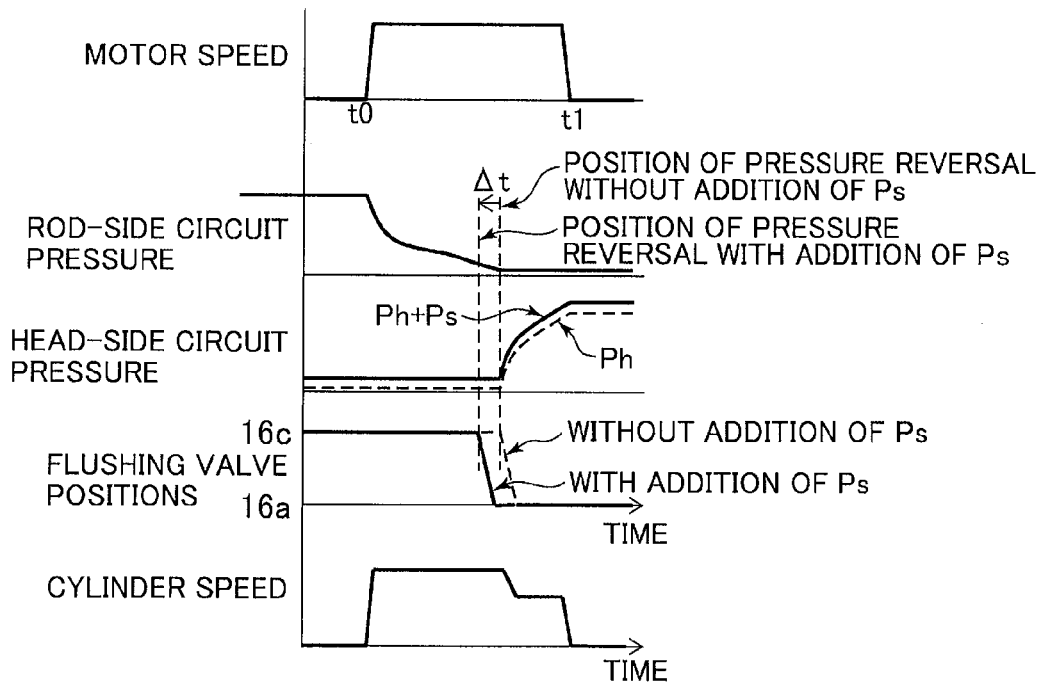 MOTOR SPEED
t0
t1
Δt
POSITION OF PRESSURE REVERSAL
WITHOUT ADDITION OF Ps
POSITION OF PRESSURE
REVERSAL WITH ADDITION OF Ps
ROD-SIDE CIRCUIT
PRESSURE
Ph+Ps
Ph
HEAD-SIDE CIRCUIT
PRESSURE
16c
WITHOUT ADDITION OF Ps
FLUSHING VALVE
POSITIONS
WITH ADDITION OF Ps
16a
TIME
CYLINDER SPEED
TIME